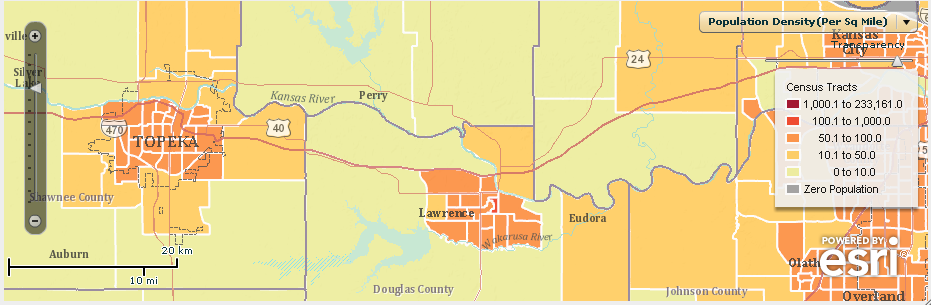 Population Density(Per Sq Mile)
Kansas
City
Transparency
ville
Silver
Lake
Kansas River
Perry
24
40
470
TOPEKA
Census Tracts
1,000.1 to 233,161.0
100.1 to 1,000.0
50.1 to 100.0
10.1 to 50.0
0 to 10.0
Zero Population
Shawnee County
Lawrence
Eudora
Wakarusa River
Auburn
20 km
10 mi
Douglas County
Johnson County
Olath
Overland
POWERED BY
esri